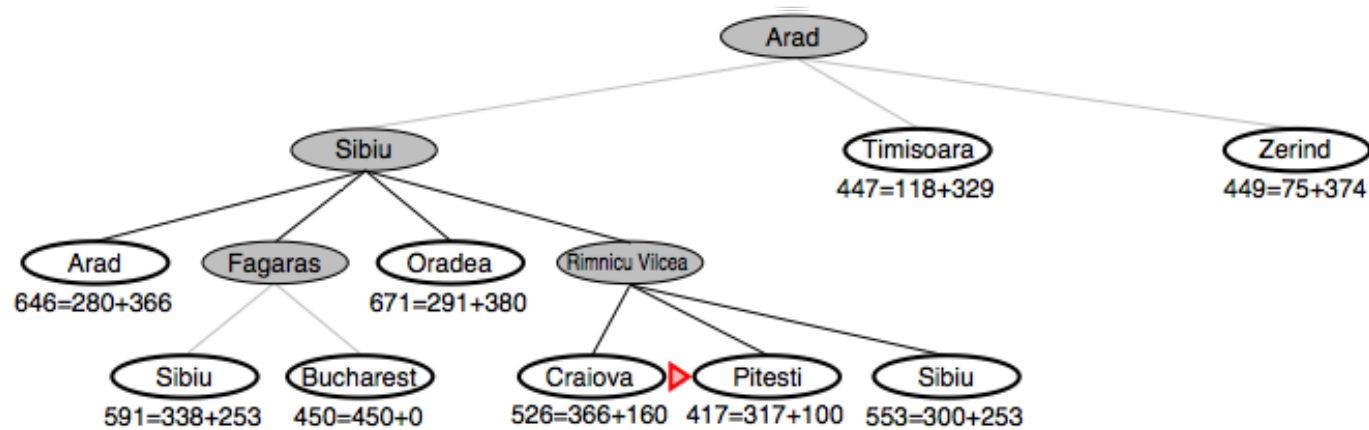 Arad
Sibiu
Timisoara
Zerind
447=118+329
449=75+374
Arad
Fagaras
Oradea
Rimnicu Vilcea
646=280+366
671=291+380
Sibiu
Bucharest
Craiova
Pitesti
Sibiu
591=338+253
450=450+0
526=366+160
417=317+100
553=300+253